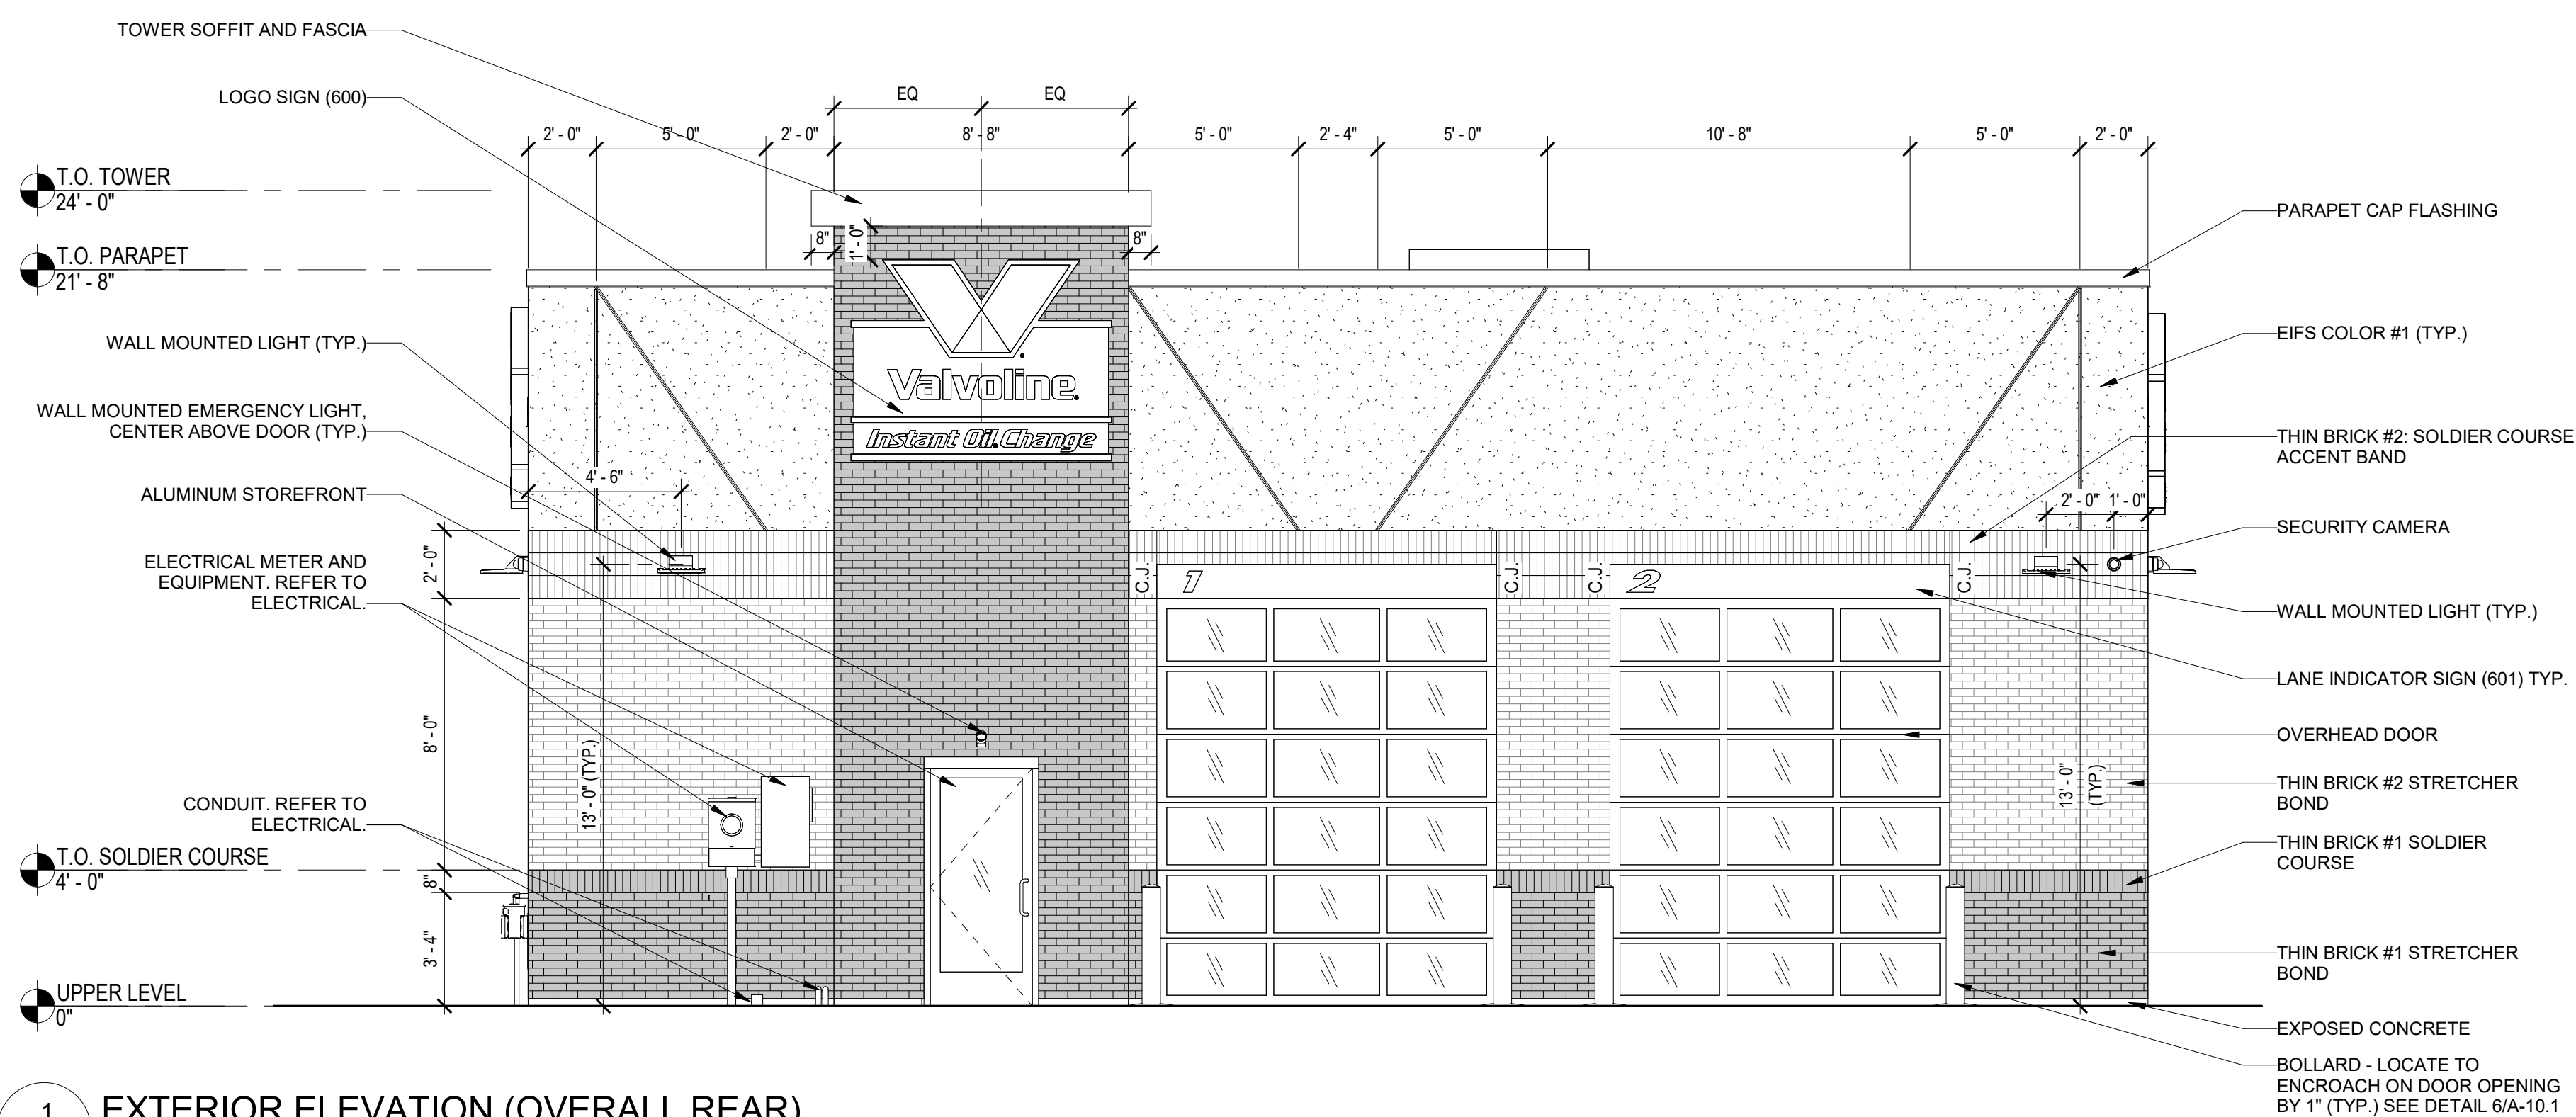 TOWER SOFFIT AND FASCIA
LOGO SIGN (600)
EQ
EQ
2' - 0"
5' - 0"
2' - 0"
8' - 8"
5' - 0"
2' - 4"
5' - 0"
10' - 8"
5' - 0"
2' - 0"
T.O. TOWER
24' - 0"
T.O. PARAPET
21' - 8"
8"
1' - 0"
8"
PARAPET CAP FLASHING
WALL MOUNTED LIGHT (TYP.)
EIFS COLOR #1 (TYP.)
Valvoline
Instant Oil Change
WALL MOUNTED EMERGENCY LIGHT,
CENTER ABOVE DOOR (TYP.)
THIN BRICK #2: SOLDIER COURSE
ACCENT BAND
4' - 6"
ALUMINUM STOREFRONT
2' - 0"
1' - 0"
SECURITY CAMERA
ELECTRICAL METER AND
EQUIPMENT. REFER TO
ELECTRICAL.
2' - 0"
C.J.
1
C.J.
C.J.
2
C.J.
WALL MOUNTED LIGHT (TYP.)
LANE INDICATOR SIGN (601) TYP.
8' - 0"
OVERHEAD DOOR
13' - 0" (TYP.)
13' - 0"
(TYP.)
THIN BRICK #2 STRETCHER
BOND
CONDUIT. REFER TO
ELECTRICAL.
THIN BRICK #1 SOLDIER
COURSE
T.O. SOLDIER COURSE
4' - 0"
8"
3' - 4"
THIN BRICK #1 STRETCHER
BOND
UPPER LEVEL
0"
EXPOSED CONCRETE
BOLLARD - LOCATE TO
ENCROACH ON DOOR OPENING
BY 1" (TYP.) SEE DETAIL 6/A-10.1
1
EXTERIOR ELEVATION (OVERALL REAR)